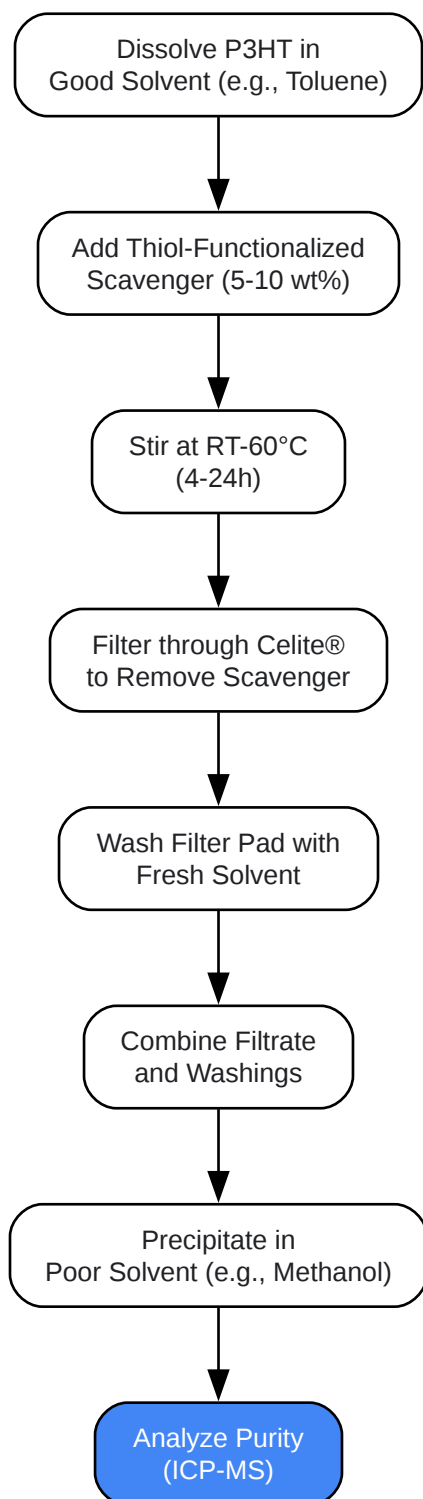 Dissolve P3HT in
Good Solvent (e.g., Toluene)
Add Thiol-Functionalized
Scavenger (5-10 wt%)
Stir at RT-60°C
(4-24h)
Filter through Celite®
to Remove Scavenger
Wash Filter Pad with
Fresh Solvent
Combine Filtrate
and Washings
Precipitate in
Poor Solvent (e.g., Methanol)
Analyze Purity
(ICP-MS)